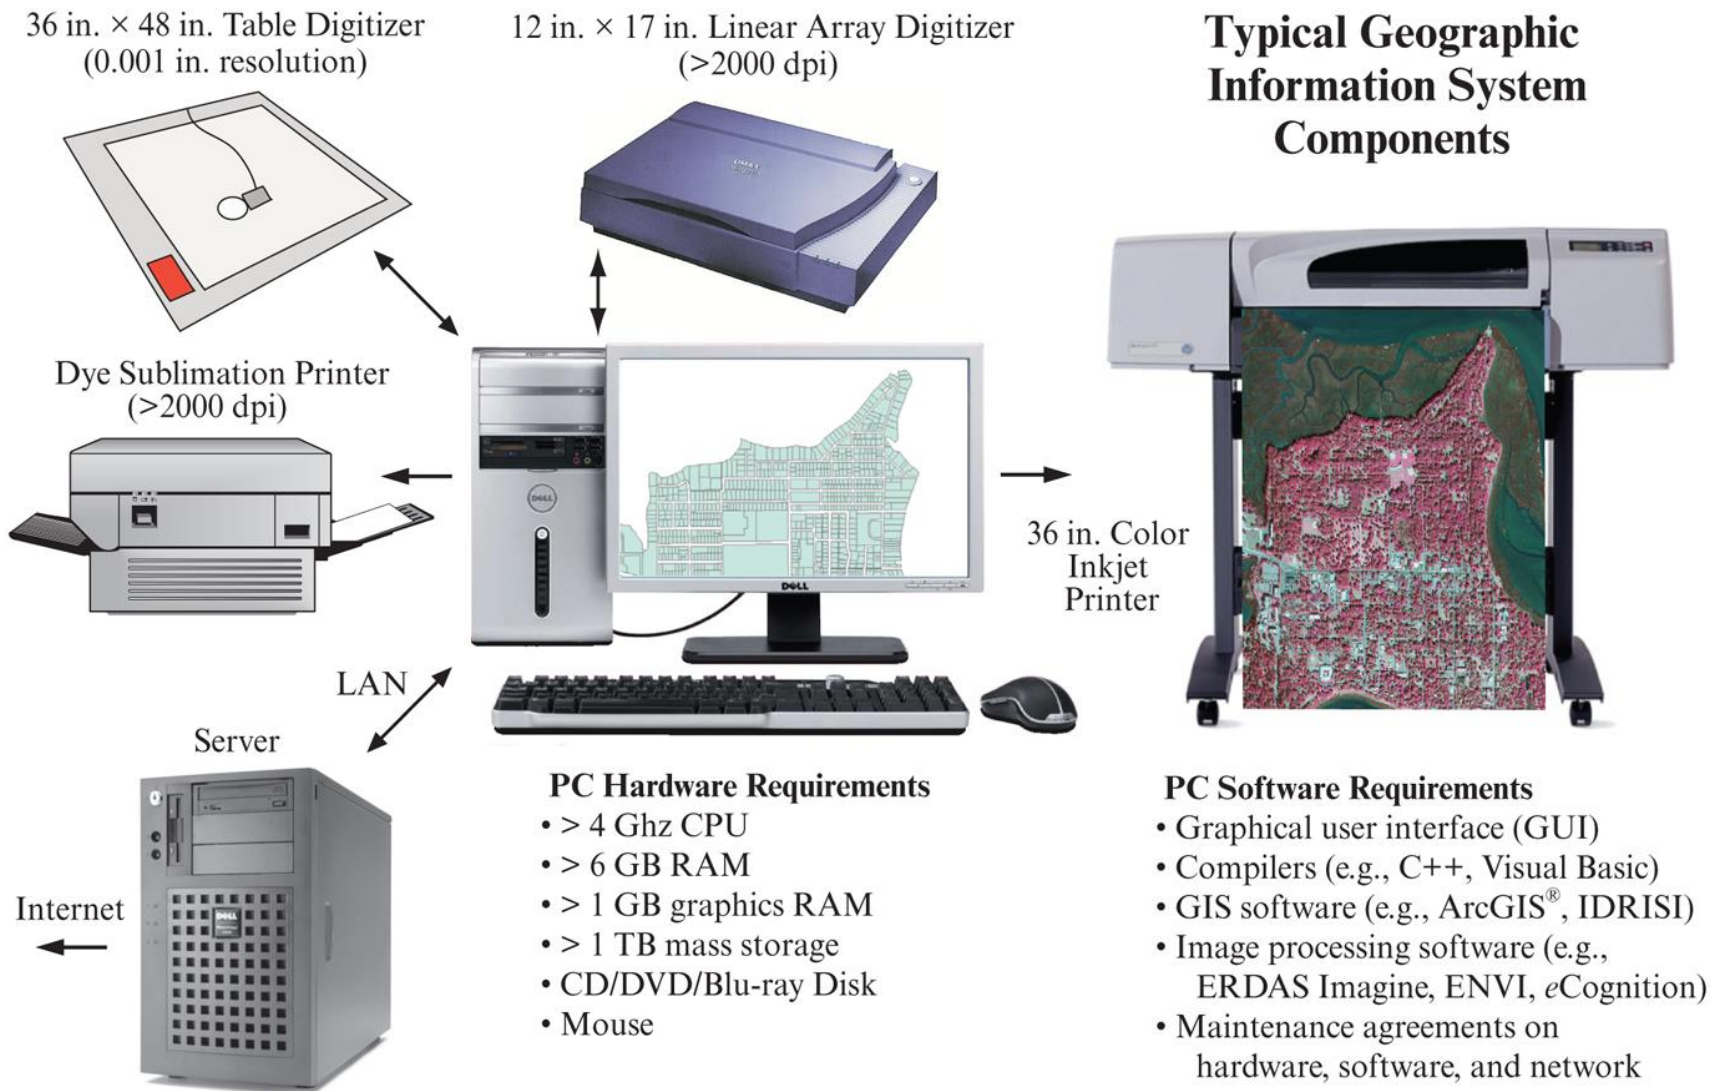 36 in. × 48 in. Table Digitizer
(0.001 in. resolution)
12 in. × 17 in. Linear Array Digitizer
(>2000 dpi)
Typical Geographic
Information System
Components
UMAX
Dye Sublimation Printer
(>2000 dpi)
DELL
DELL
36 in. Color
Inkjet
Printer
LAN
Server
DELL
Internet
PC Hardware Requirements
• > 4 Ghz CPU
• > 6 GB RAM
• > 1 GB graphics RAM
• > 1 TB mass storage
• CD/DVD/Blu-ray Disk
• Mouse
PC Software Requirements
• Graphical user interface (GUI)
• Compilers (e.g., C++, Visual Basic)
• GIS software (e.g., ArcGIS®, IDRISI)
• Image processing software (e.g.,
ERDAS Imagine, ENVI, eCognition)
• Maintenance agreements on
hardware, software, and network